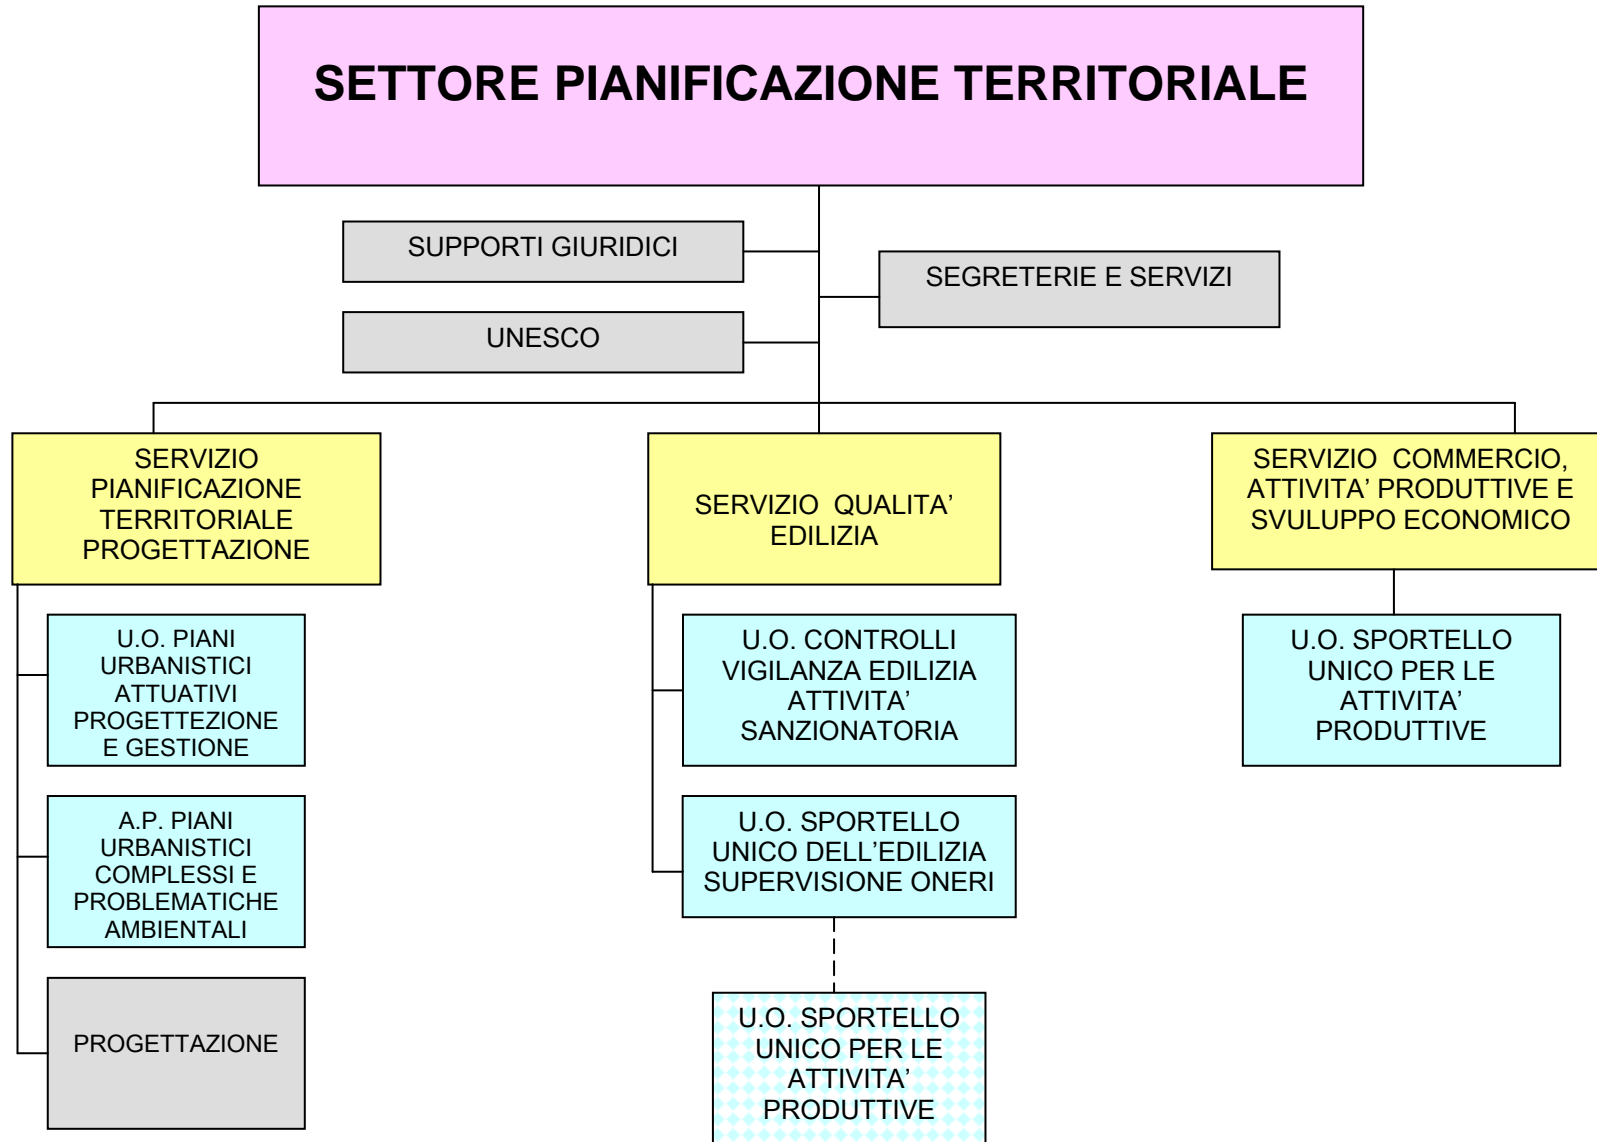 SETTORE PIANIFICAZIONE TERRITORIALE
SUPPORTI GIURIDICI
SEGRETERIE E SERVIZI
UNESCO
SERVIZIO
PIANIFICAZIONE
TERRITORIALE
PROGETTAZIONE
SERVIZIO QUALITA’
EDILIZIA
SERVIZIO COMMERCIO,
ATTIVITA’ PRODUTTIVE E
SVULUPPO ECONOMICO
U.O. PIANI
URBANISTICI
ATTUATIVI
PROGETTEZIONE
E GESTIONE
U.O. CONTROLLI
VIGILANZA EDILIZIA
ATTIVITA’
SANZIONATORIA
U.O. SPORTELLO
UNICO PER LE
ATTIVITA’
PRODUTTIVE
A.P. PIANI
URBANISTICI
COMPLESSI E
PROBLEMATICHE
AMBIENTALI
U.O. SPORTELLO
UNICO DELL’EDILIZIA
SUPERVISIONE ONERI
PROGETTAZIONE
U.O. SPORTELLO
UNICO PER LE
ATTIVITA’
PRODUTTIVE